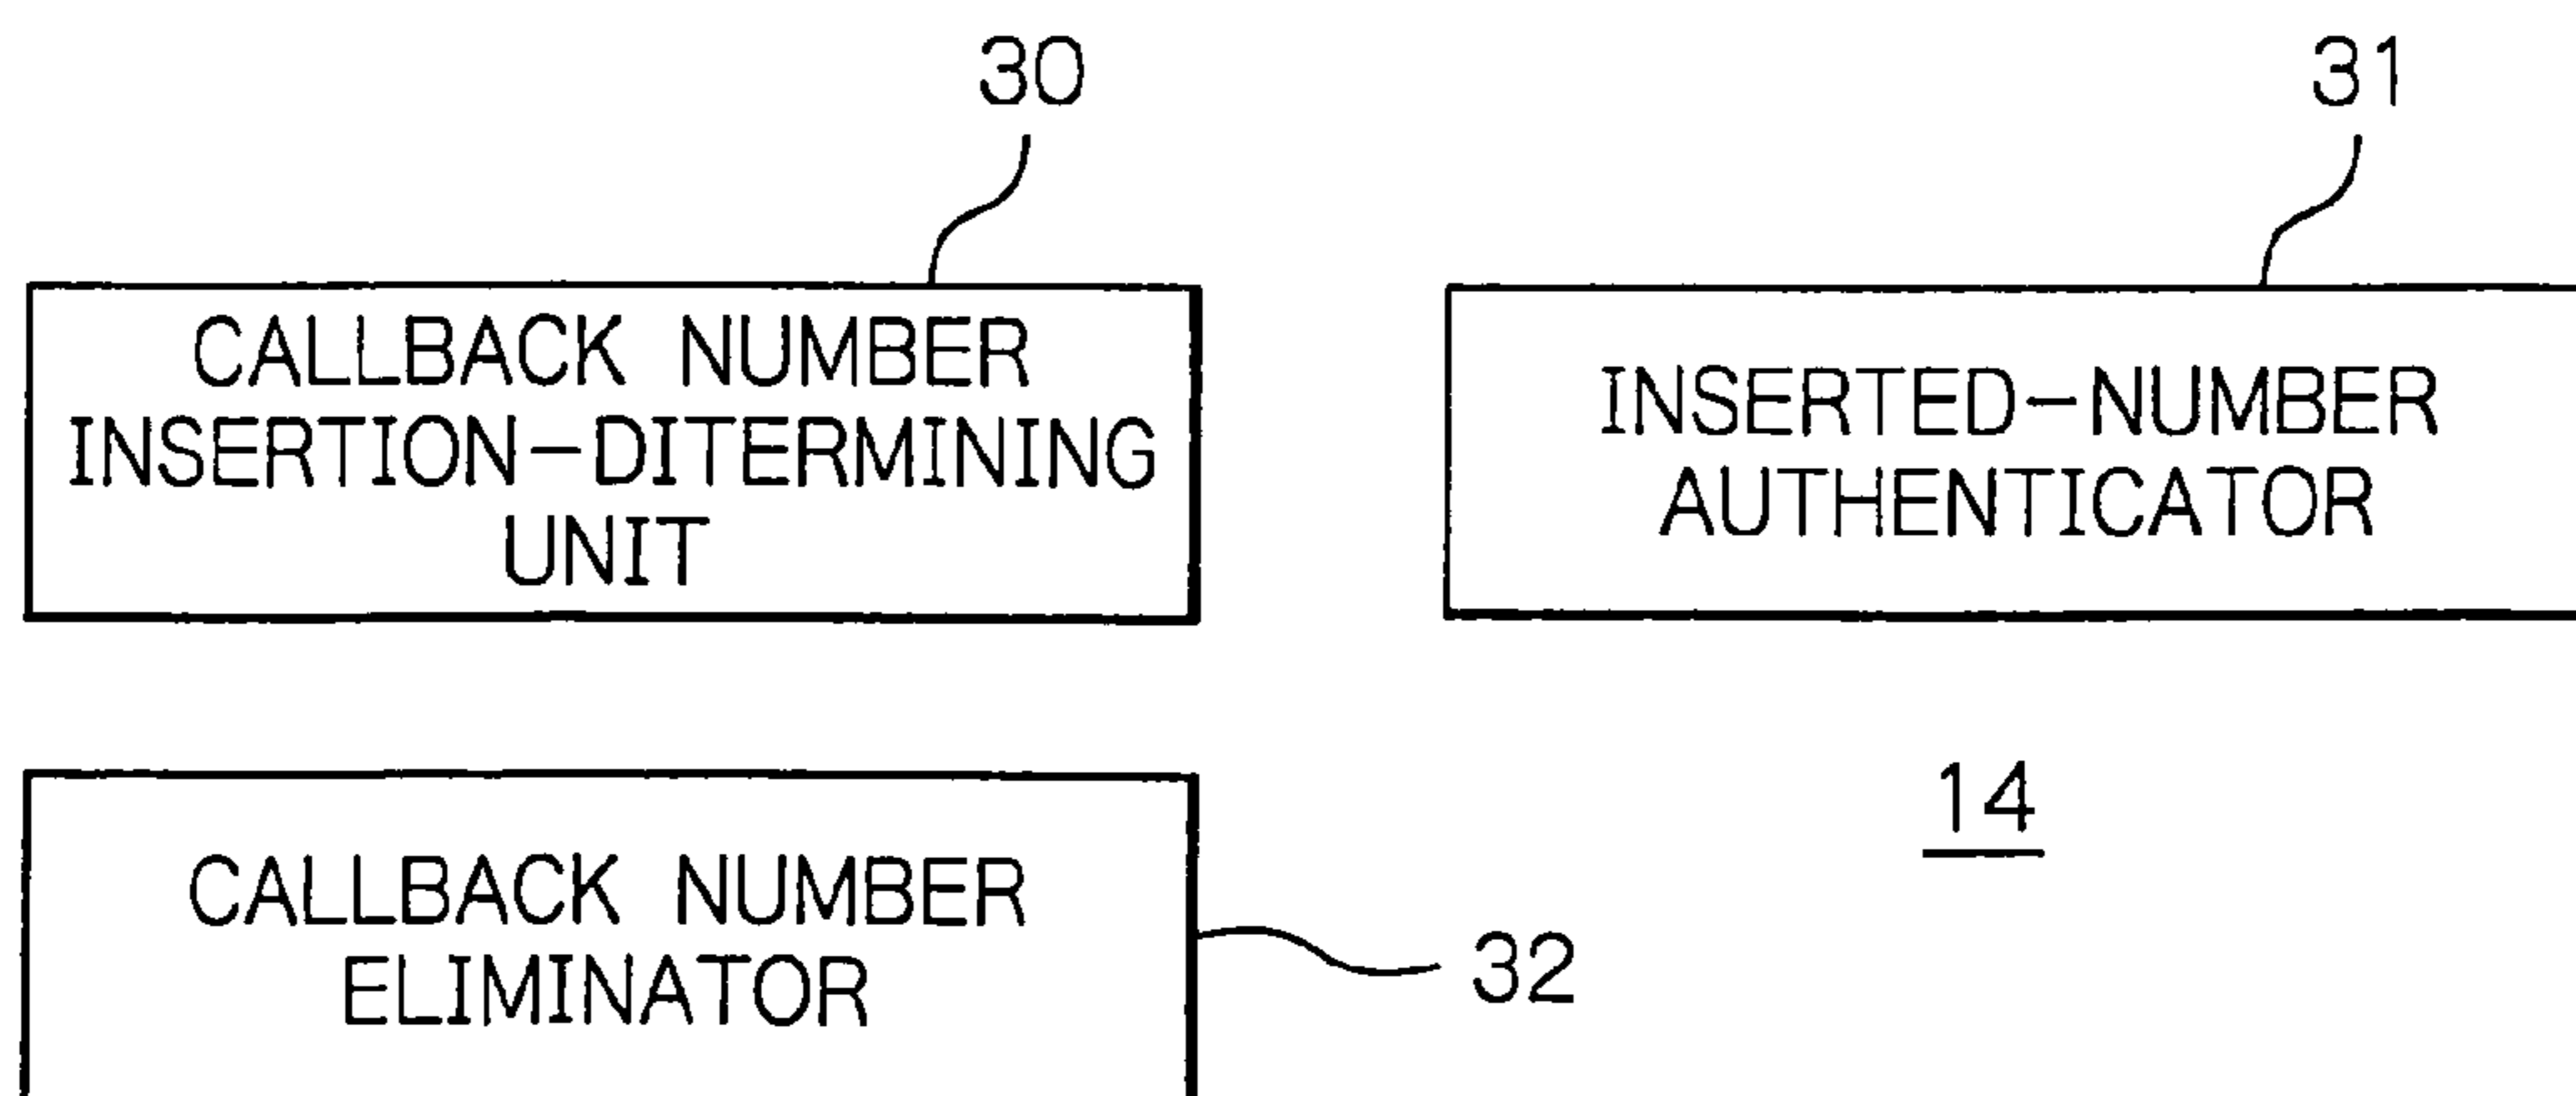 30
31
CALLBACK NUMBER
INSERTION-DITERMINING
UNIT
INSERTED-NUMBER
AUTHENTICATOR
14
CALLBACK NUMBER
ELIMINATOR
32